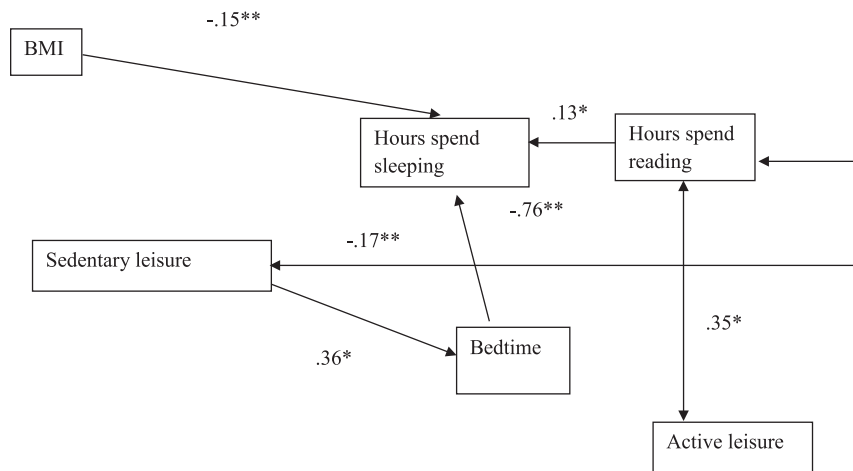 -.15**
BMI
.13*
Hours spend
sleeping
Hours spend
reading
-.76**
-.17**
Sedentary leisure
.35*
Bedtime
.36*
Active leisure